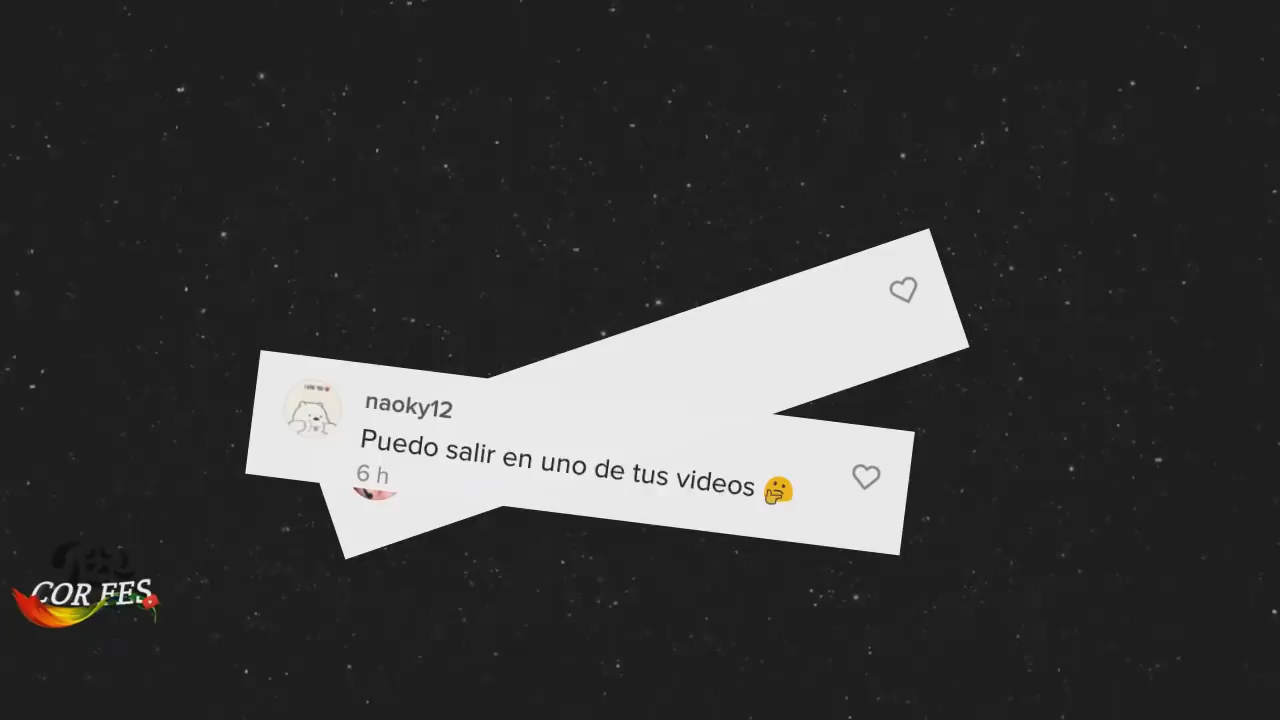 naoky12
Puedo salir en uno de tus videos 🤔
6 h
COR FES